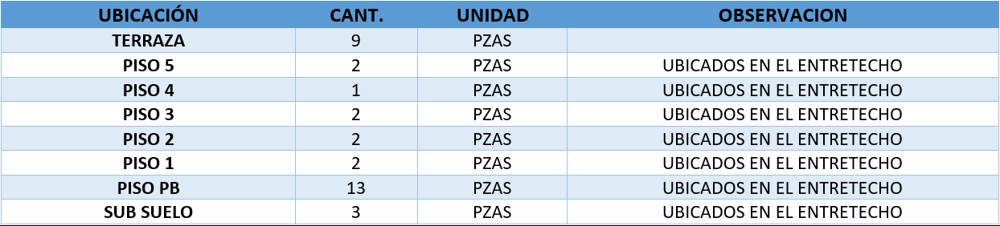 UBICACIÓN CANT. UNIDAD OBSERVACION
TERRAZA 9 PZAS
PISO 5 2 PZAS UBICADOS EN EL ENTRETECHO
PISO 4 1 PZAS UBICADOS EN EL ENTRETECHO
PISO 3 2 PZAS UBICADOS EN EL ENTRETECHO
PISO 2 2 PZAS UBICADOS EN EL ENTRETECHO
PISO 1 2 PZAS UBICADOS EN EL ENTRETECHO
PISO PB 13 PZAS UBICADOS EN EL ENTRETECHO
SUB SUELO 3 PZAS UBICADOS EN EL ENTRETECHO